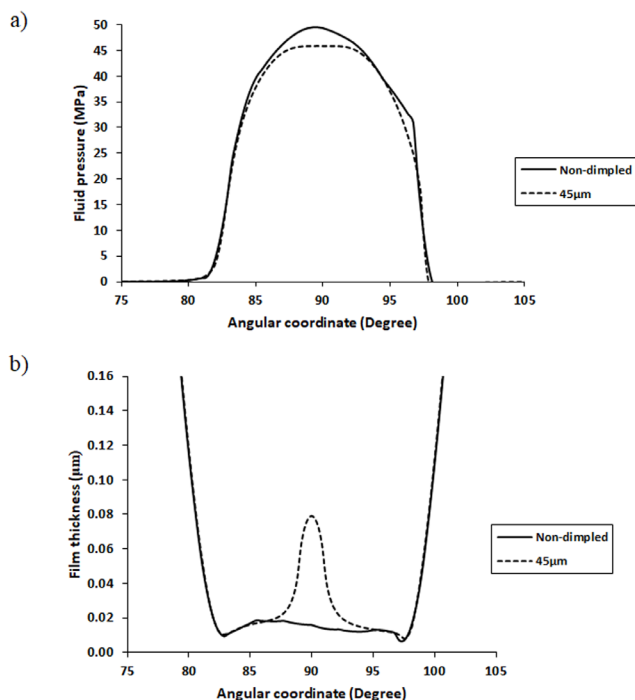 a)
Fluid pressure (MPa)
50
45
40
35
30
25
20
15
10
5
0
75 80 85 90 95 100 105
Angular coordinate (Degree)
Non-dimpled
45μm
b)
Film thickness (μm)
0.16
0.14
0.12
0.10
0.08
0.06
0.04
0.02
0.00
75 80 85 90 95 100 105
Angular coordinate (Degree)
Non-dimpled
45μm